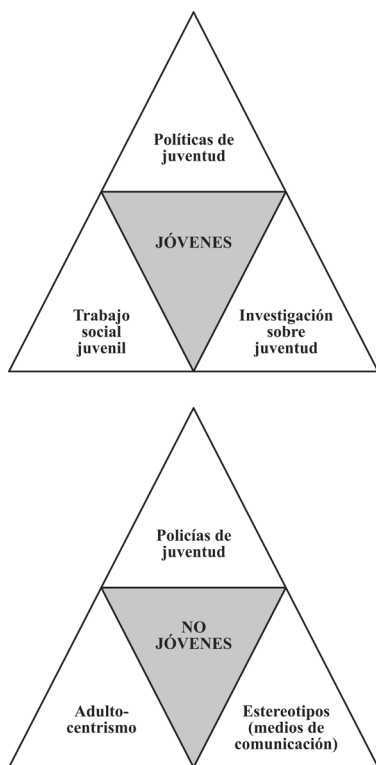 Políticas de
juventud
JÓVENES
Trabajo
social
juvenil
Investigación
sobre
juventud
Policías de
juventud
NO
JÓVENES
Adulto-
centrismo
Estereotipos
(medios de
comunicación)